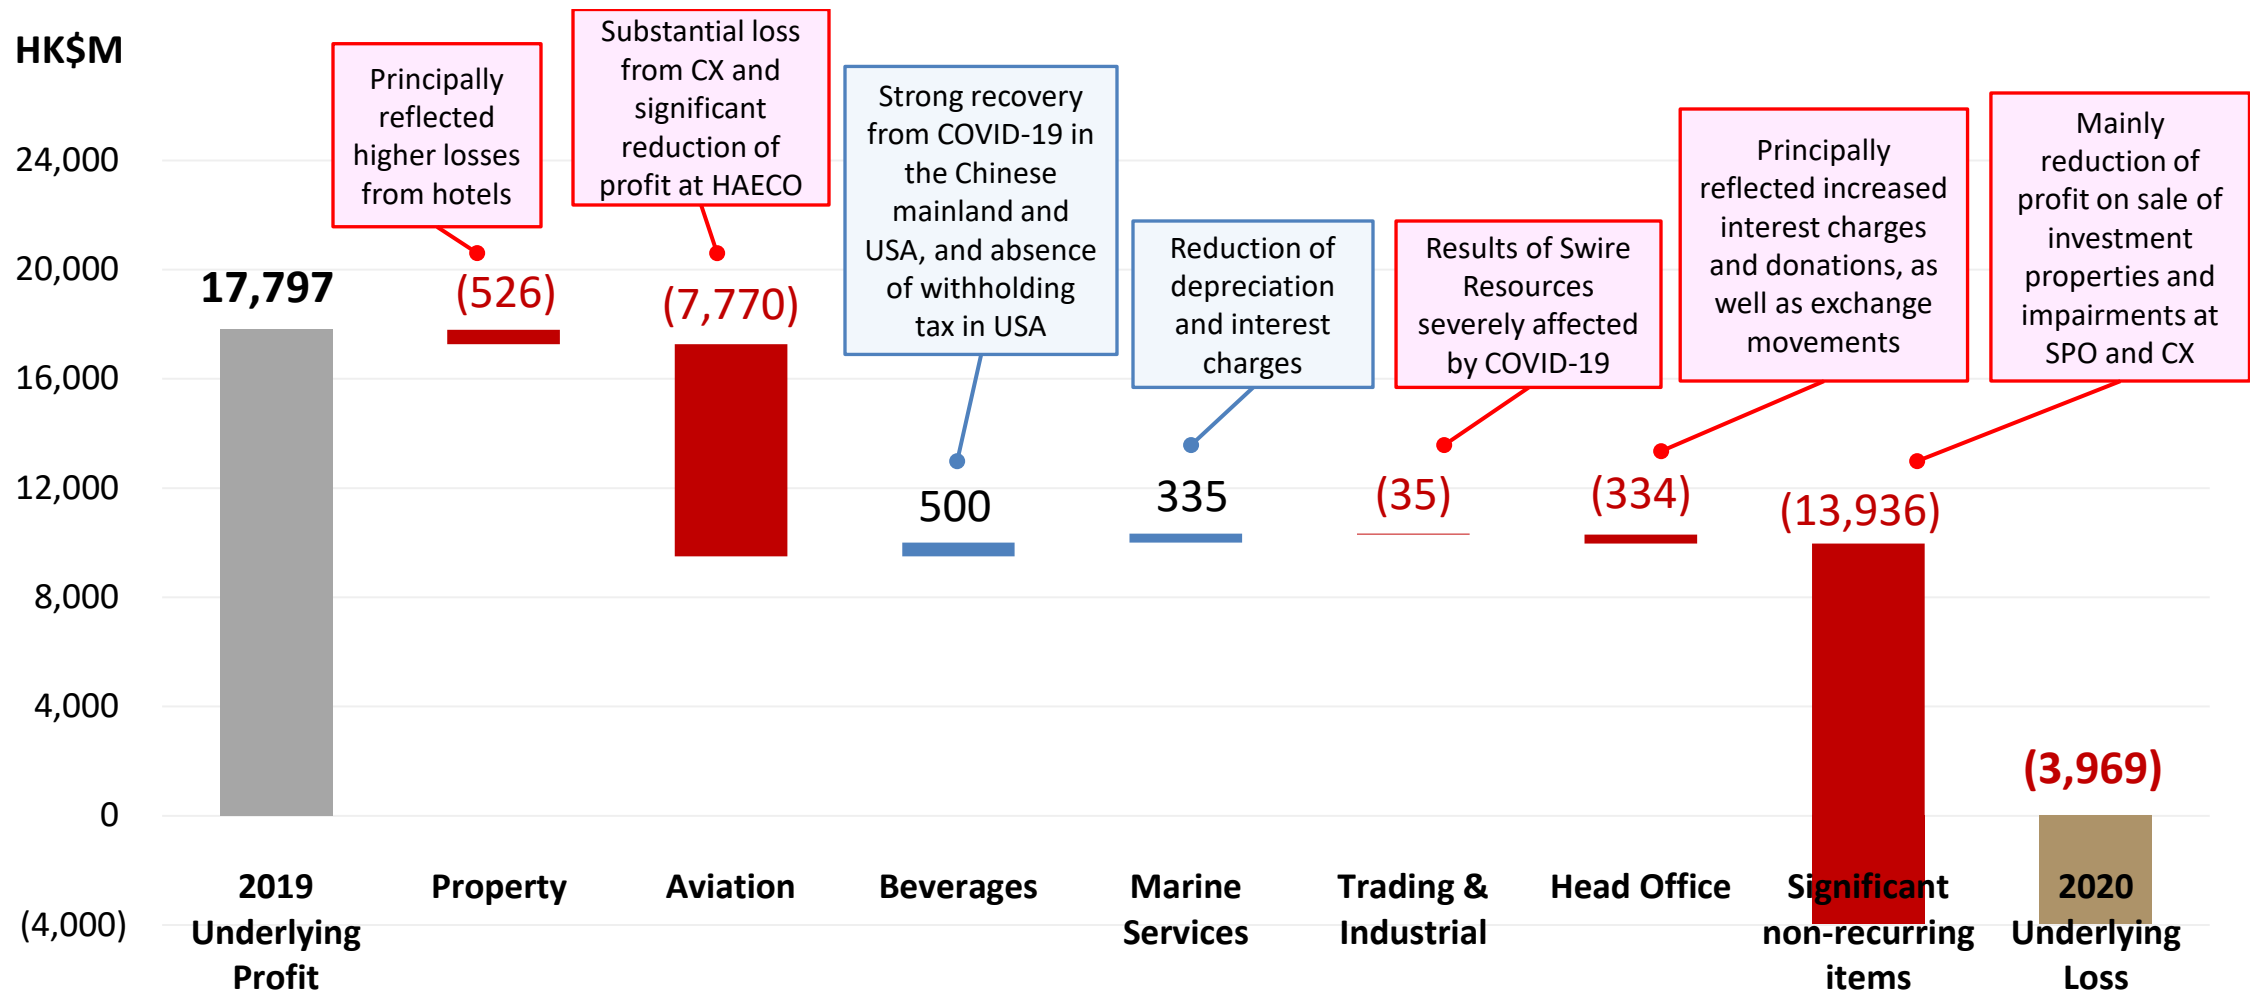 HK$M
24,000
20,000
16,000
12,000
8,000
4,000
0
(4,000)
Principally
reflected
higher losses
from hotels
Substantial loss
from CX and
significant
reduction of
profit at HAECO
Strong recovery
from COVID-19 in
the Chinese
mainland and
USA, and absence
of withholding
tax in USA
Reduction of
depreciation
and interest
charges
Results of Swire
Resources
severely affected
by COVID-19
Principally
reflected increased
interest charges
and donations, as
well as exchange
movements
Mainly
reduction of
profit on sale of
investment
properties and
impairments at
SPO and CX
17,797
(526)
(7,770)
500
335
(35)
(334)
(13,936)
(3,969)
2019
Underlying
Profit
Property
Aviation
Beverages
Marine
Services
Trading &
Industrial
Head Office
Significant
non-recurring
items
2020
Underlying
Loss